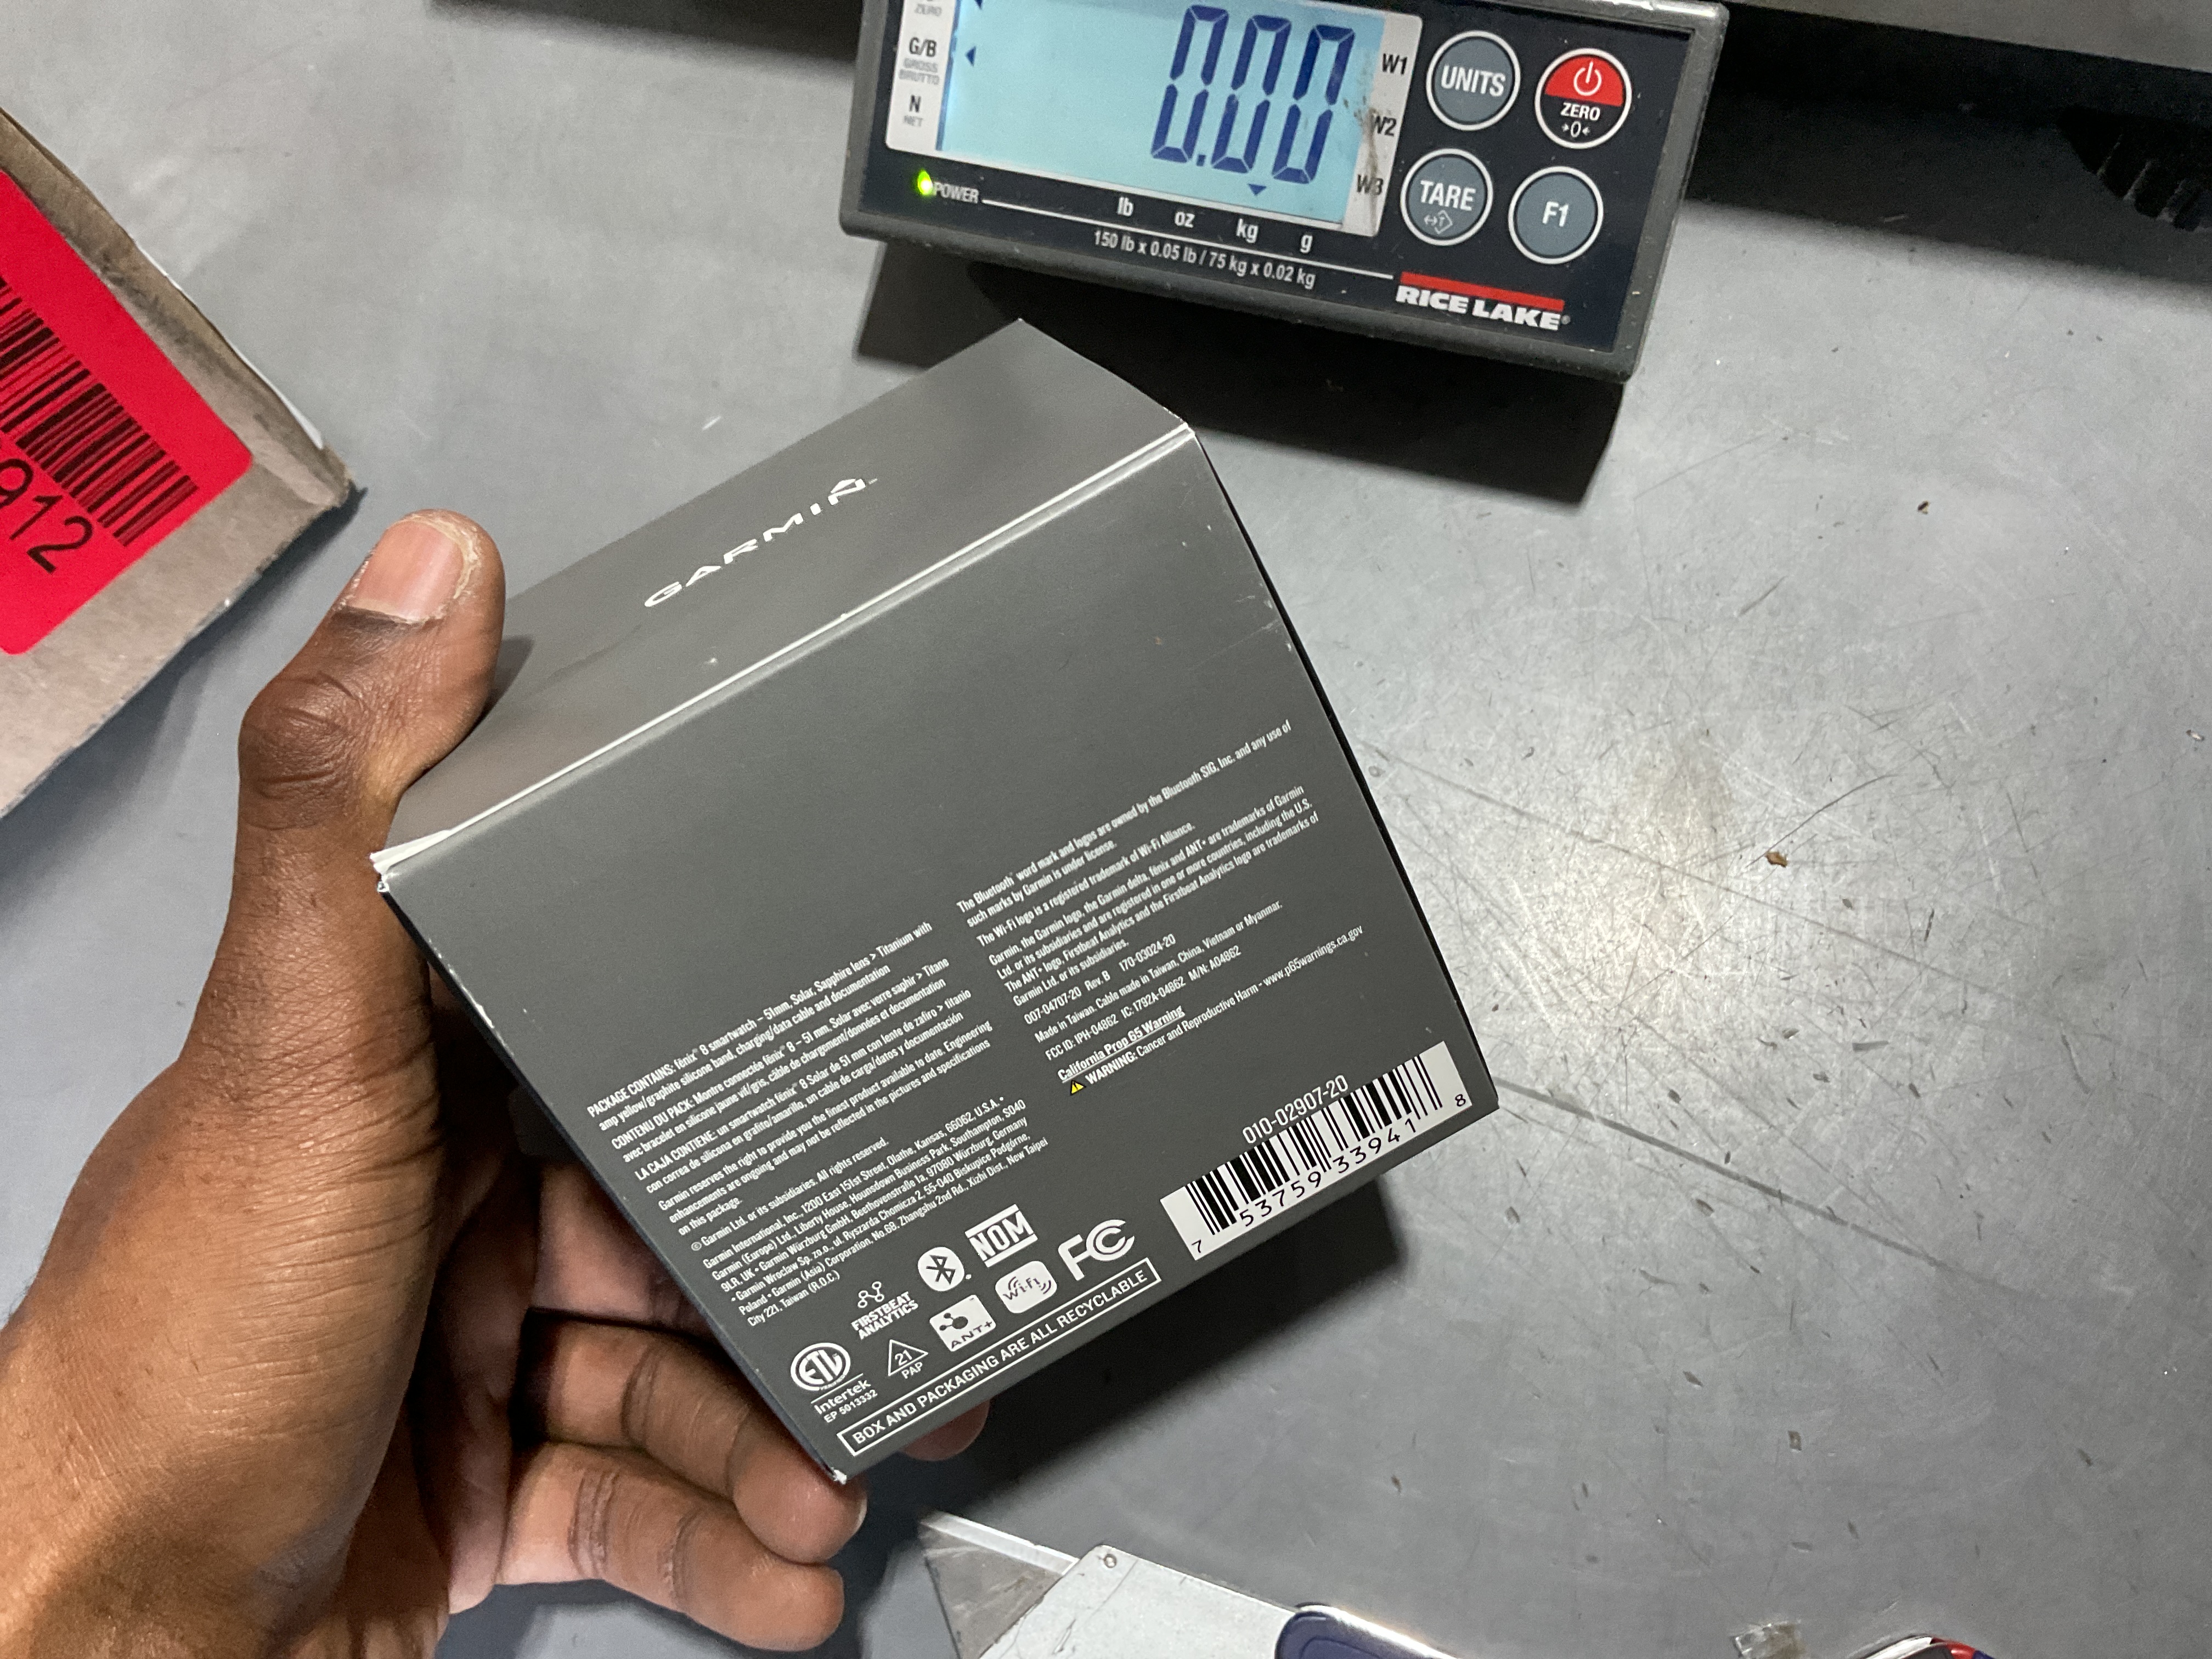 ZERO
G/B
GROSS
BRUTTO
N
NET
0.00
W1
W2
W3
UNITS
ZERO
→0←
TARE
F1
POWER
lb oz kg g
150 lb x 0.05 lb / 75 kg x 0.02 kg
RICE LAKE®
912
GARMIN
PACKAGE CONTAINS: fēnix® 8 smartwatch – 51mm, Solar, Sapphire lens > Titanium with
amp yellow/graphite silicone band, charging/data cable and documentation
CONTENU DU PACK: Montre connectée fēnix® 8 – 51 mm, Solar avec verre saphir > Titane
avec bracelet en silicone jaune vif/gris, câble de chargement/données et documentation
LA CAJA CONTIENE: un smartwatch fēnix® 8 Solar de 51 mm con lente de zafiro > titanio
con correa de silicona en grafito/amarillo, un cable de carga/datos y documentación
Garmin reserves the right to provide you the finest product available to date. Engineering
enhancements are ongoing and may not be reflected in the pictures and specifications
on this package.
© Garmin Ltd. or its subsidiaries. All rights reserved.
Garmin International, Inc., 1200 East 151st Street, Olathe, Kansas, 66062, U.S.A. •
Garmin (Europe) Ltd., Liberty House, Hounsdown Business Park, Southampton, SO40
9LR, UK • Garmin Würzburg GmbH, Beethovenstraße 1a, 97080 Würzburg, Germany
• Garmin Wroclaw Sp. zo.o., ul. Ryszarda Chomicza 2, 55-040 Biskupice Podgórne,
Poland • Garmin (Asia) Corporation, No.68, Zhangshu 2nd Rd., Xizhi Dist., New Taipei
City 221, Taiwan (R.O.C.)
The Bluetooth® word mark and logos are owned by the Bluetooth SIG, Inc. and any use of
such marks by Garmin is under license.
The Wi-Fi logo is a registered trademark of Wi-Fi Alliance.
Garmin, the Garmin logo, the Garmin delta, fēnix and ANT+ are trademarks of Garmin
Ltd. or its subsidiaries and are registered in one or more countries, including the U.S.
The ANT+ logo, Firstbeat Analytics and the Firstbeat Analytics logo are trademarks of
Garmin Ltd. or its subsidiaries.
007-04707-20 Rev. B 170-03024-20
Made in Taiwan. Cable made in Taiwan, China, Vietnam or Myanmar.
FCC ID: IPH-04862 IC: 1792A-04862 M/N: A04862
California Prop 65 Warning
WARNING: Cancer and Reproductive Harm - www.p65warnings.ca.gov
010-02907-20
7 53759 33941 8
FIRSTBEAT
ANALYTICS
NOM
ETL
Intertek
EP 5013332
21
PAP
ANT+
Wi-Fi
FC
BOX AND PACKAGING ARE ALL RECYCLABLE